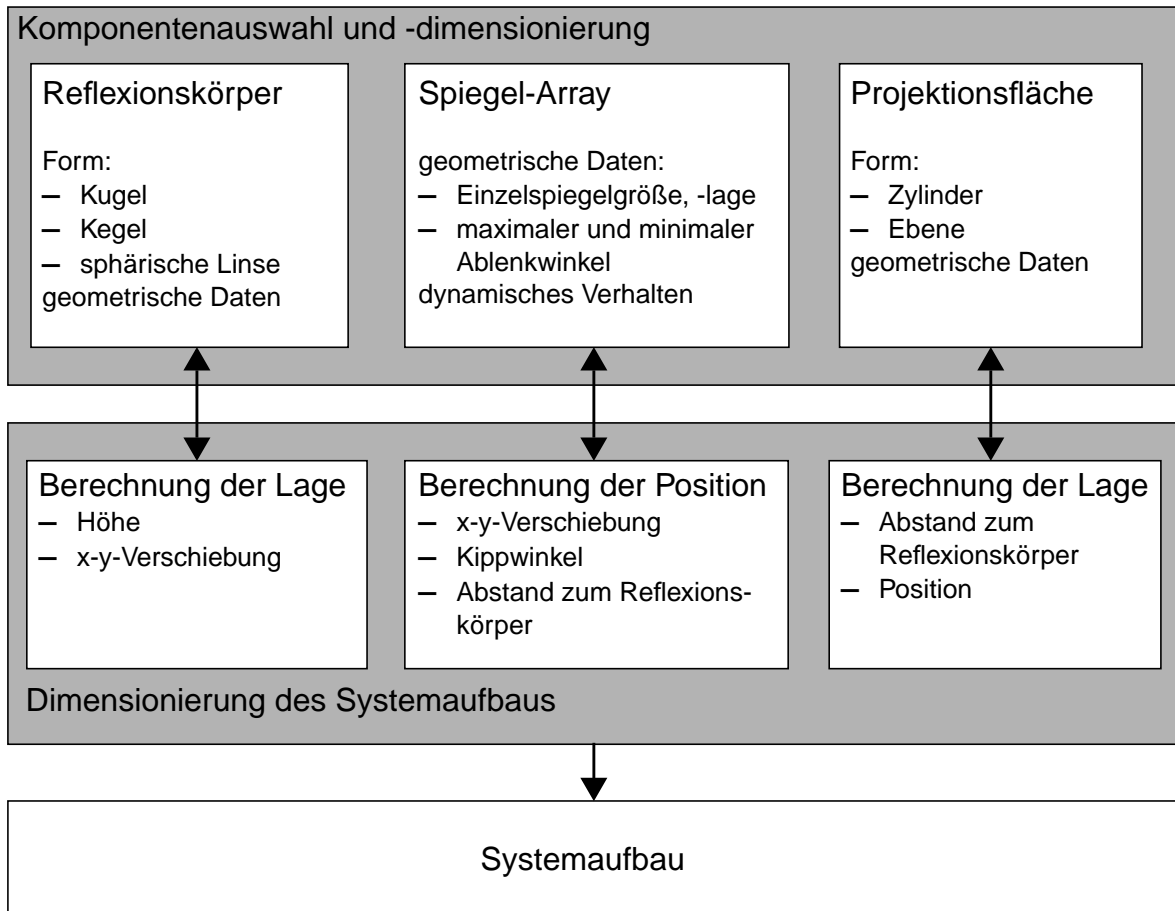 Komponentenauswahl und -dimensionierung
Reflexionskörper
Form:
– Kugel
– Kegel
– sphärische Linse
geometrische Daten
Spiegel-Array
geometrische Daten:
– Einzelspiegelgröße, -lage
– maximaler und minimaler
Ablenkwinkel
dynamisches Verhalten
Projektionsfläche
Form:
– Zylinder
– Ebene
geometrische Daten
Berechnung der Lage
– Höhe
– x-y-Verschiebung
Berechnung der Position
– x-y-Verschiebung
– Kippwinkel
– Abstand zum Reflexions-
körper
Berechnung der Lage
– Abstand zum
Reflexionskörper
– Position
Dimensionierung des Systemaufbaus
Systemaufbau